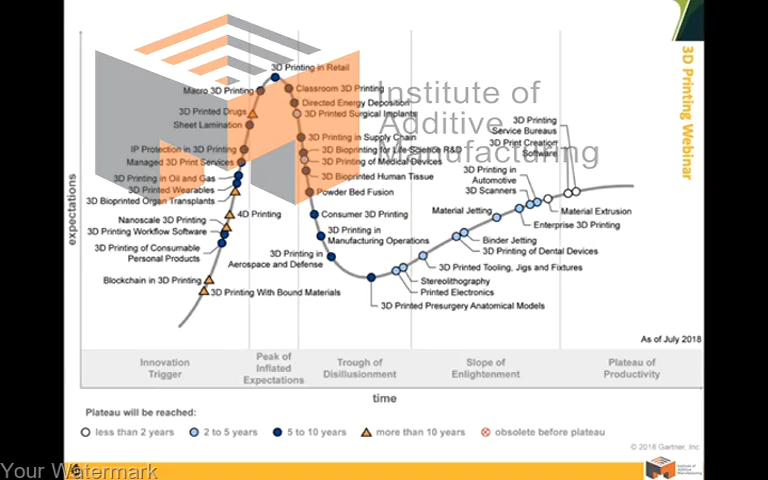 3D Printing in Retail
Macro 3D Printing
Classroom 3D Printing
Directed Energy Deposition
3D Printed Drugs
3D Printed Surgical Implants
Sheet Lamination
3D Printing in Supply Chain
IP Protection in 3D Printing
3D Bioprinting for Life Science R&D
Managed 3D Print Services
3D Printing of Medical Devices
3D Printing in Oil and Gas
3D Bioprinted Human Tissue
3D Printed Wearables
Powder Bed Fusion
3D Bioprinted Organ Transplants
4D Printing
Consumer 3D Printing
Nanoscale 3D Printing
3D Printing Workflow Software
3D Printing in
Manufacturing Operations
3D Printing of Consumable
Personal Products
3D Printing in
Aerospace and Defense
Blockchain in 3D Printing
3D Printing With Bound Materials
3D Printed Presurgery Anatomical Models
Printed Electronics
Stereolithography
3D Printed Tooling, Jigs and Fixtures
3D Printing of Dental Devices
Binder Jetting
Material Jetting
Enterprise 3D Printing
3D Scanners
3D Printing in
Automotive
Material Extrusion
3D Print Creation
Software
3D Printing
Service Bureaus
Institute of
Additive
Manufacturing
3D Printing Webinar
expectations
As of July 2018
Innovation
Trigger
Peak of
Inflated
Expectations
Trough of
Disillusionment
Slope of
Enlightenment
Plateau of
Productivity
time
Plateau will be reached:
less than 2 years
2 to 5 years
5 to 10 years
more than 10 years
obsolete before plateau
© 2018 Gartner, Inc.
Your Watermark
Institute of
Additive
Manufacturing